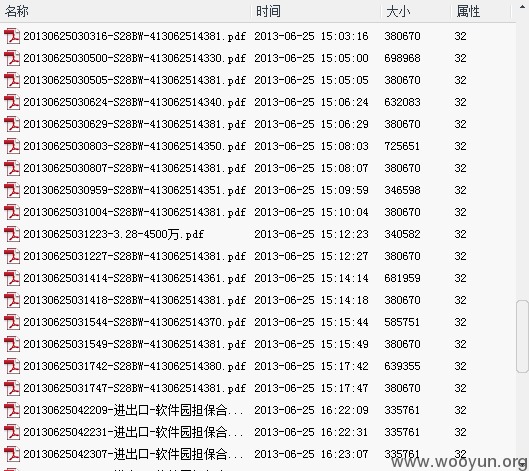 名称 时间 大小 属性
20130625030316-S28BW-413062514381.pdf 2013-06-25 15:03:16 380670 32
20130625030500-S28BW-413062514330.pdf 2013-06-25 15:05:00 698968 32
20130625030505-S28BW-413062514381.pdf 2013-06-25 15:05:05 380670 32
20130625030624-S28BW-413062514340.pdf 2013-06-25 15:06:24 632083 32
20130625030629-S28BW-413062514381.pdf 2013-06-25 15:06:29 380670 32
20130625030803-S28BW-413062514350.pdf 2013-06-25 15:08:03 725651 32
20130625030807-S28BW-413062514381.pdf 2013-06-25 15:08:07 380670 32
20130625030959-S28BW-413062514351.pdf 2013-06-25 15:09:59 346598 32
20130625031004-S28BW-413062514381.pdf 2013-06-25 15:10:04 380670 32
20130625031223-3.28-4500万.pdf 2013-06-25 15:12:23 340582 32
20130625031227-S28BW-413062514381.pdf 2013-06-25 15:12:27 380670 32
20130625031414-S28BW-413062514361.pdf 2013-06-25 15:14:14 681959 32
20130625031418-S28BW-413062514381.pdf 2013-06-25 15:14:18 380670 32
20130625031544-S28BW-413062514370.pdf 2013-06-25 15:15:44 585751 32
20130625031549-S28BW-413062514381.pdf 2013-06-25 15:15:49 380670 32
20130625031742-S28BW-413062514380.pdf 2013-06-25 15:17:42 639355 32
20130625031747-S28BW-413062514381.pdf 2013-06-25 15:17:47 380670 32
20130625042209-进出口-软件园担保合... 2013-06-25 16:22:09 335761 32
20130625042231-进出口-软件园担保合... 2013-06-25 16:22:31 335761 32
20130625042307-进出口-软件园担保合... 2013-06-25 16:23:07 335761 32
www.wooyun.org